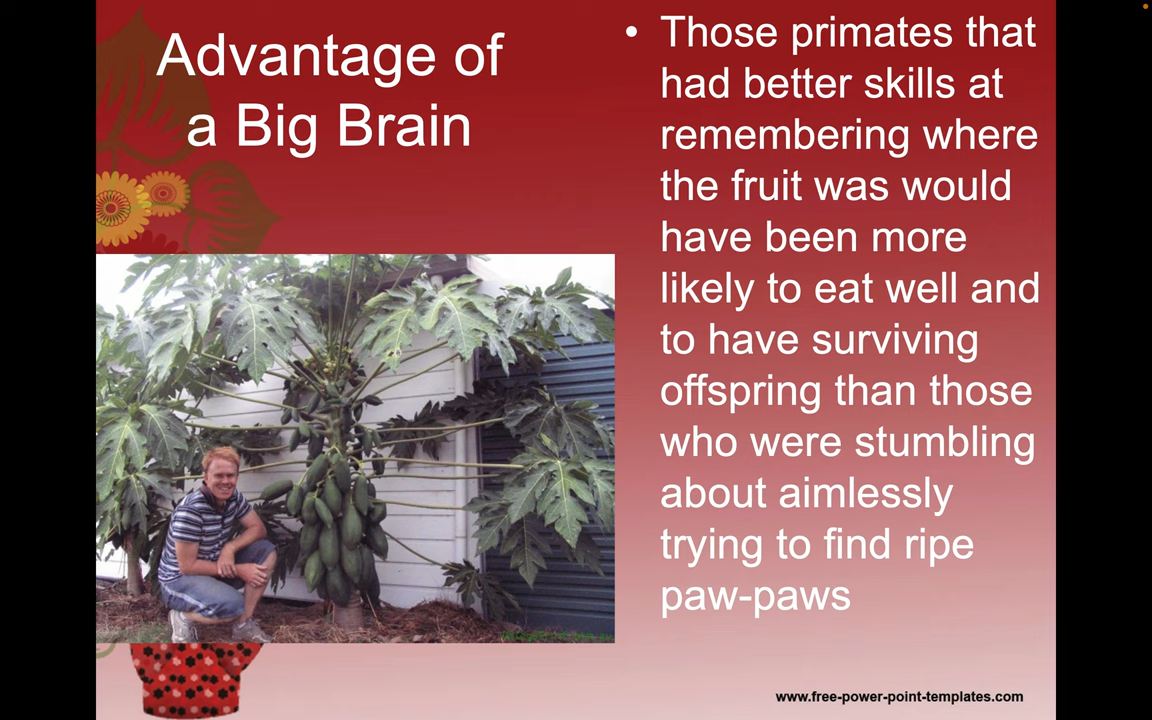 Advantage of
a Big Brain
• Those primates that
had better skills at
remembering where
the fruit was would
have been more
likely to eat well and
to have surviving
offspring than those
who were stumbling
about aimlessly
trying to find ripe
paw-paws
www.free-power-point-templates.com